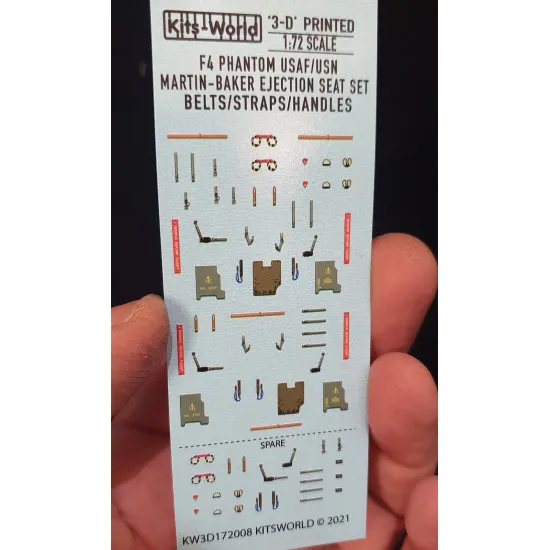 Kits-World
'3-D' PRINTED
1:72 SCALE
F4 PHANTOM USAF/USN
MARTIN-BAKER EJECTION SEAT SET
BELTS/STRAPS/HANDLES
SPARE
KW3D172008 KITSWORLD © 2021